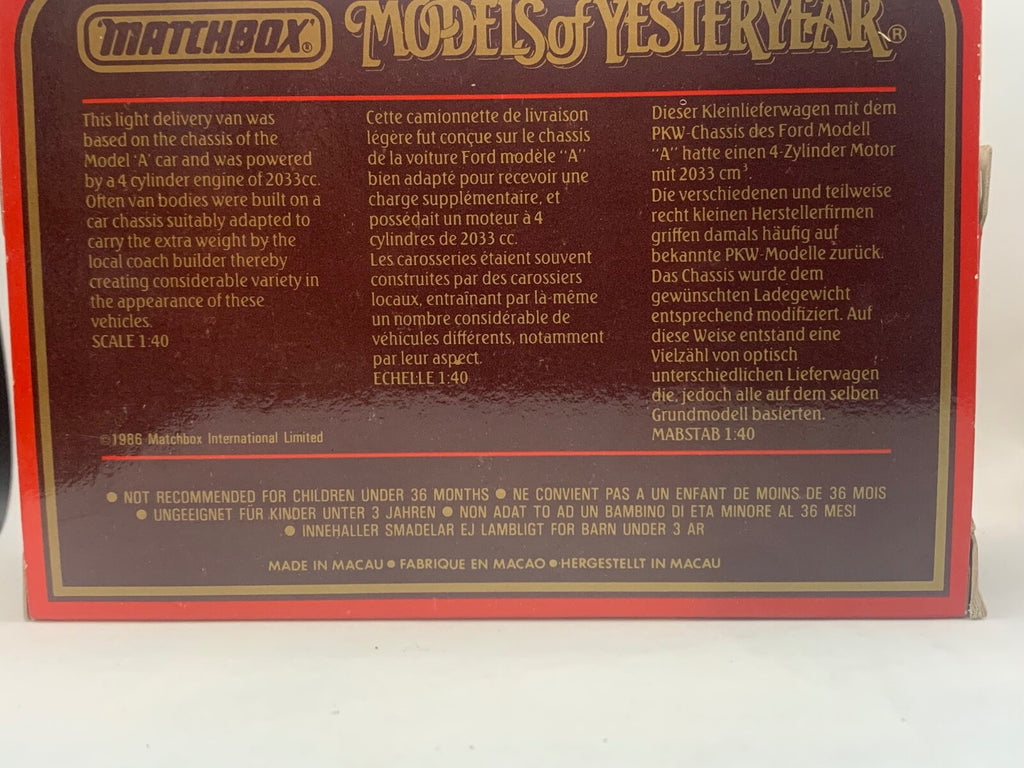 MATCHBOX®
MODELS of YESTERYEAR®
This light delivery van was
based on the chassis of the
Model 'A' car and was powered
by a 4 cylinder engine of 2033cc.
Often van bodies were built on a
car chassis suitably adapted to
carry the extra weight by the
local coach builder thereby
creating considerable variety in
the appearance of these
vehicles.
SCALE 1:40
©1986 Matchbox International Limited
Cette camionnette de livraison
légère fut conçue sur le chassis
de la voiture Ford modèle "A"
bien adapté pour recevoir une
charge supplémentaire, et
possédait un moteur à 4
cylindres de 2033 cc.
Les carosseries étaient souvent
construites par des carossiers
locaux, entraînant par là-même
un nombre considérable de
véhicules différents, notamment
par leur aspect.
ECHELLE 1:40
Dieser Kleinlieferwagen mit dem
PKW-Chassis des Ford Modell
"A" hatte einen 4-Zylinder Motor
mit 2033 cm³.
Die verschiedenen und teilweise
recht kleinen Herstellerfirmen
griffen damals häufig auf
bekannte PKW-Modelle zurück.
Das Chassis wurde dem
gewünschten Ladegewicht
entsprechend modifiziert. Auf
diese Weise entstand eine
Vielzähl von optisch
unterschiedlichen Lieferwagen
die, jedoch alle auf dem selben
Grundmodell basierten.
MABSTAB 1:40
● NOT RECOMMENDED FOR CHILDREN UNDER 36 MONTHS ● NE CONVIENT PAS A UN ENFANT DE MOINS DE 36 MOIS
● UNGEEIGNET FÜR KINDER UNTER 3 JAHREN ● NON ADAT TO AD UN BAMBINO DI ETA MINORE AL 36 MESI
● INNEHALLER SMADELAR EJ LAMBLIGT FOR BARN UNDER 3 AR
MADE IN MACAU ● FABRIQUE EN MACAO ● HERGESTELLT IN MACAU